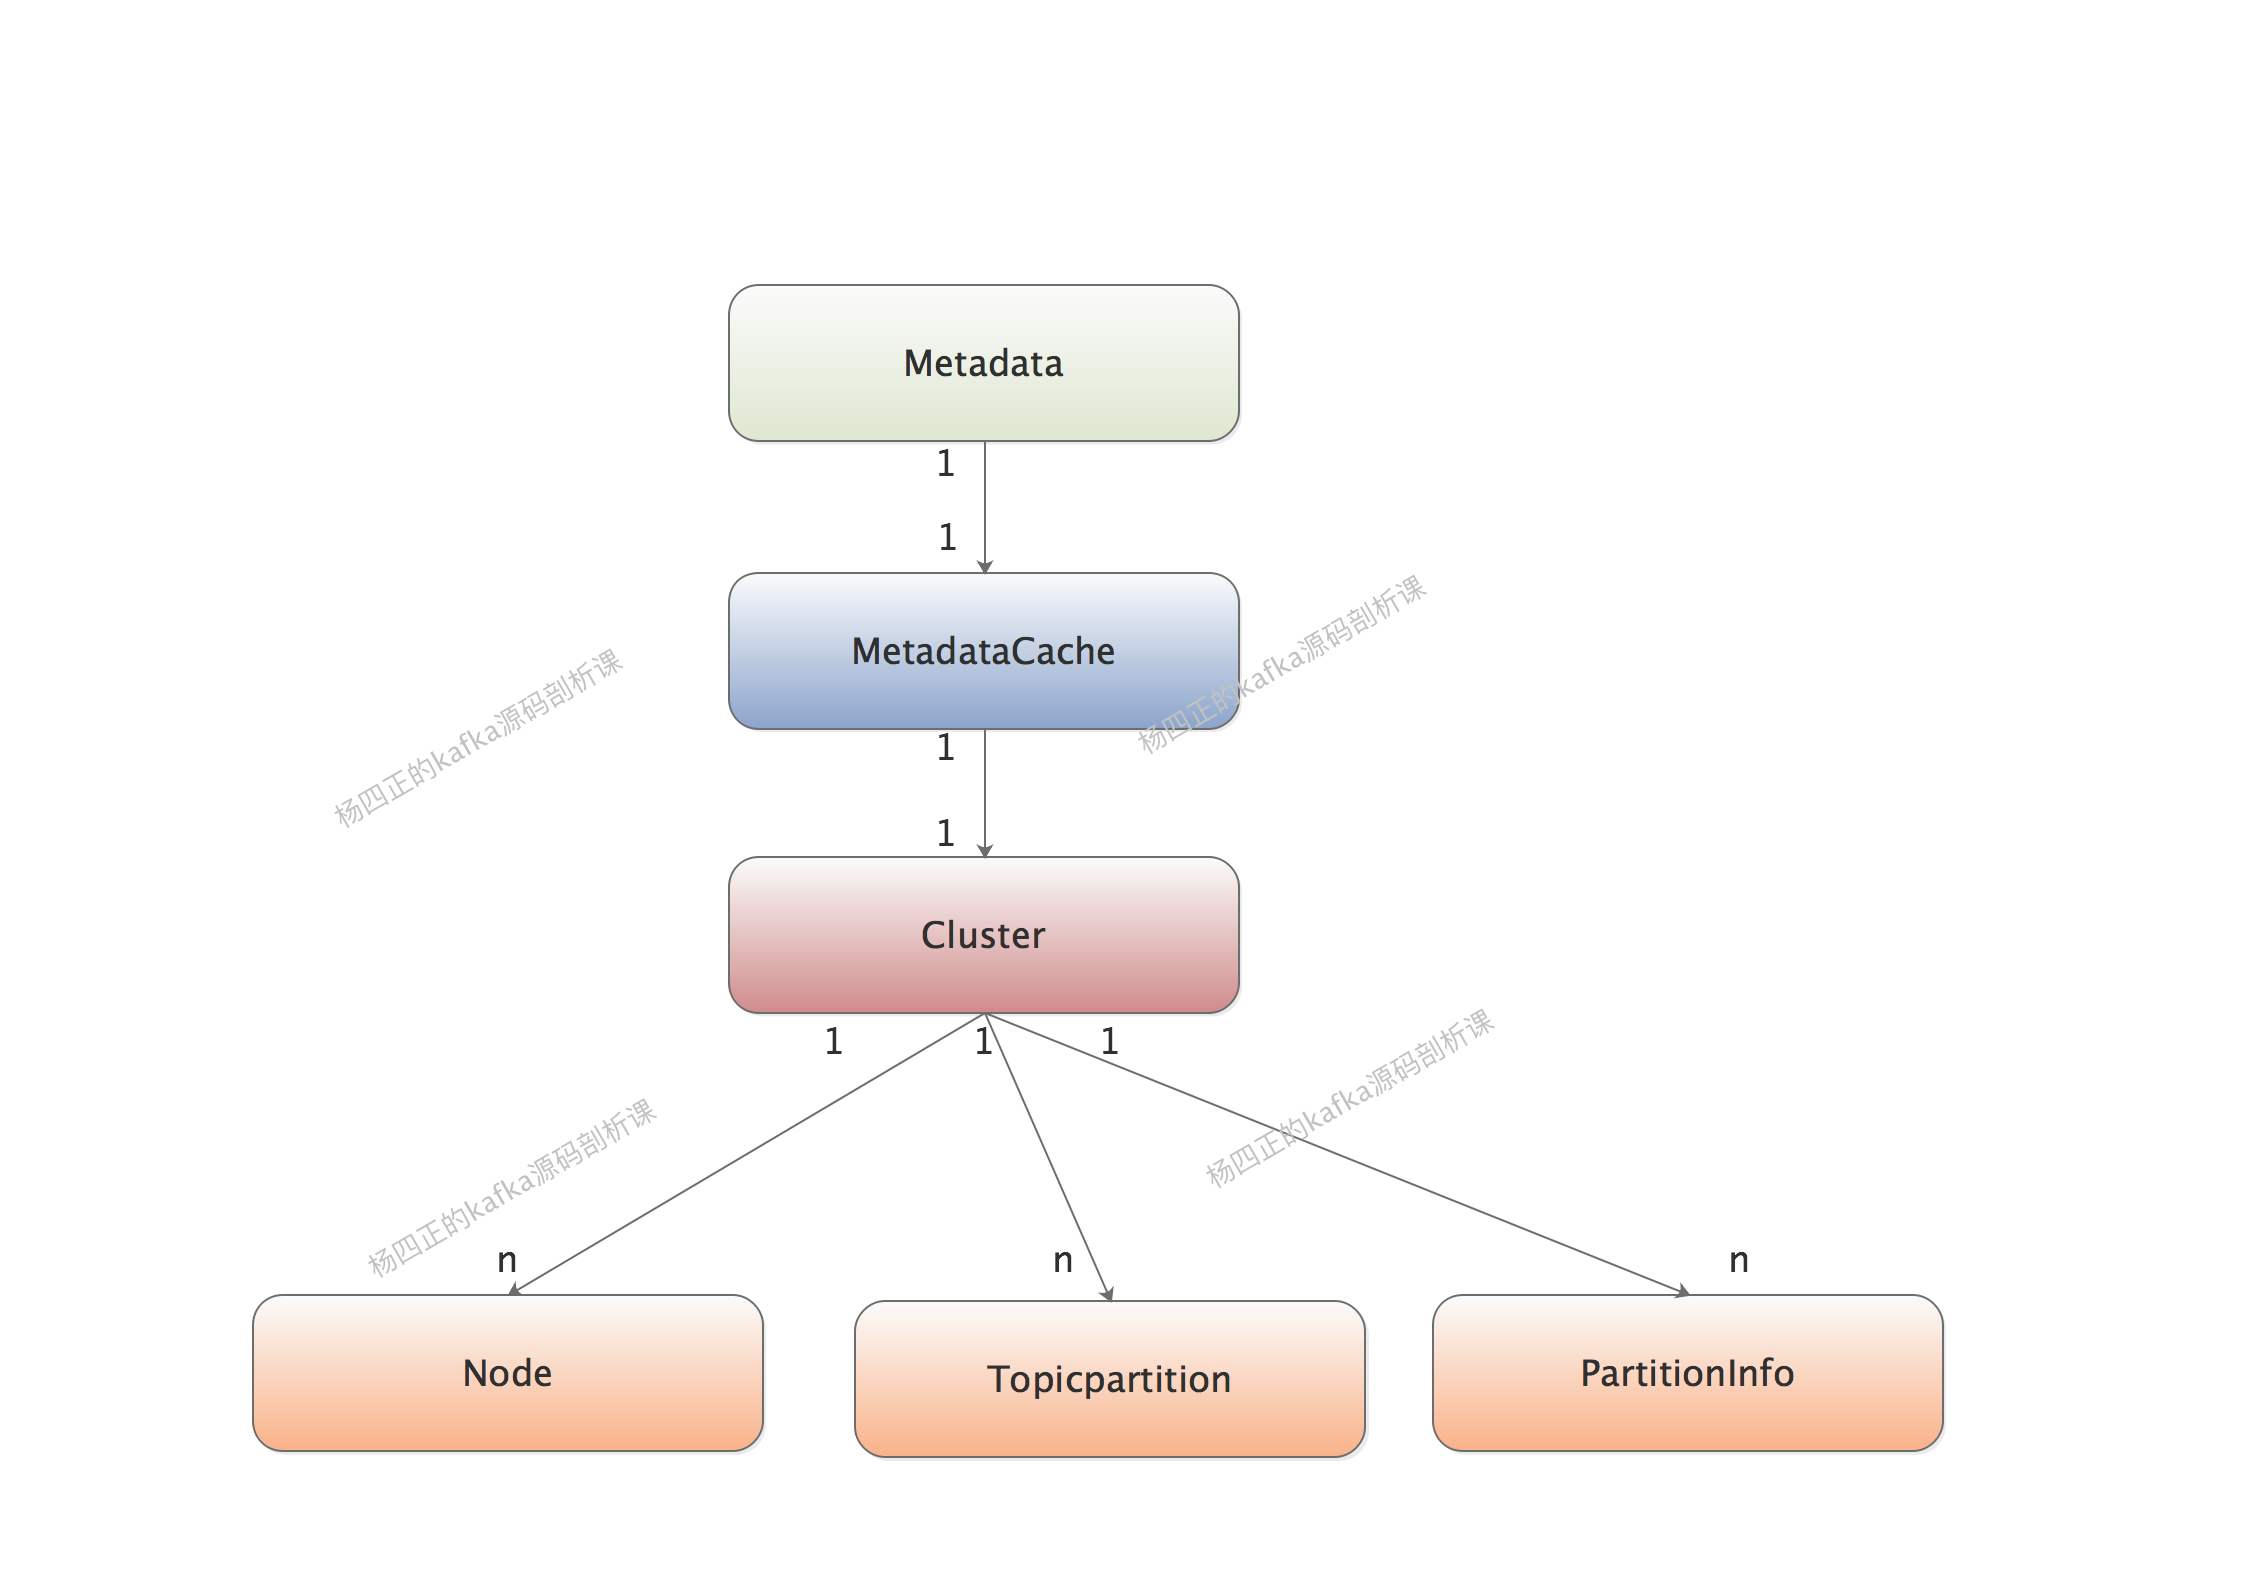 Metadata
1
1
MetadataCache
杨四正的kafka源码剖析课
杨四正的kafka源码剖析课
1
1
Cluster
1
1
1
杨四正的kafka源码剖析课
杨四正的kafka源码剖析课
n
n
n
Node
Topicpartition
PartitionInfo